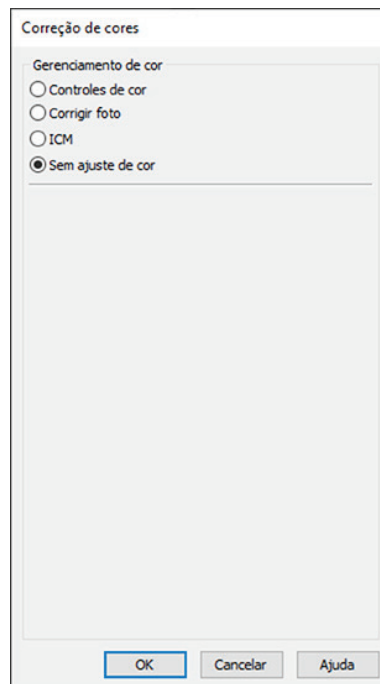 Correção de cores
Gerenciamento de cor
Controles de cor
Corrigir foto
ICM
Sem ajuste de cor
OK
Cancelar
Ajuda